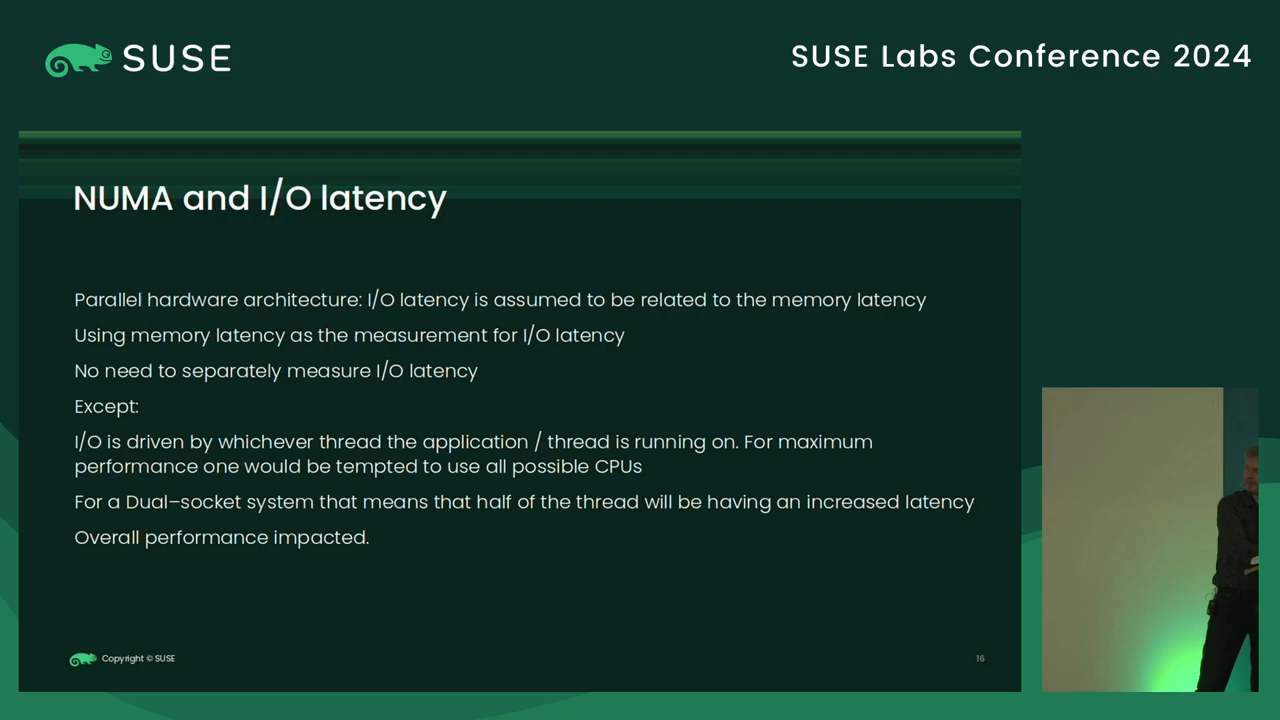 SUSE
SUSE Labs Conference 2024
NUMA and I/O latency
Parallel hardware architecture: I/O latency is assumed to be related to the memory latency
Using memory latency as the measurement for I/O latency
No need to separately measure I/O latency
Except:
I/O is driven by whichever thread the application / thread is running on. For maximum
performance one would be tempted to use all possible CPUs
For a Dual–socket system that means that half of the thread will be having an increased latency
Overall performance impacted.
Copyright © SUSE
16